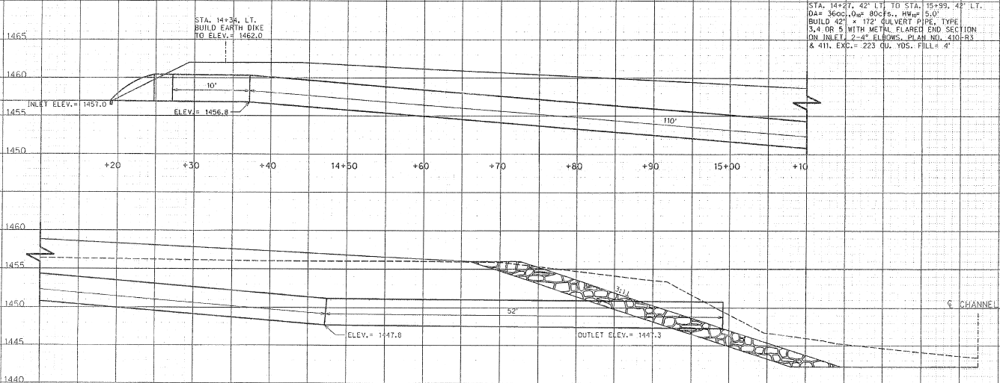 STA. 14+27, 42' LT. TO STA. 15+99, 42' LT.
DA= 36ac., Q₁₀= 80cfs., HW₁₀= 5.0'
BUILD 42" x 172' CULVERT PIPE, TYPE
3,4 OR 5 WITH METAL FLARED END SECTION
ON INLET. 2-4° ELBOWS. PLAN NO. 410-R3
& 411. EXC.= 223 CU. YDS. FILL= 4'
STA. 14+34, LT.
BUILD EARTH DIKE
TO ELEV.= 1462.0
1465
1460
10'
INLET ELEV.= 1457.0
ELEV.= 1456.8
1455
110'
1450
+20 +30 +40 14+50 +60 +70 +80 +90 15+00 +10
1460
1455
3:1
1450
52'
℄ CHANNEL
ELEV.= 1447.8
OUTLET ELEV.= 1447.3
1445
1440